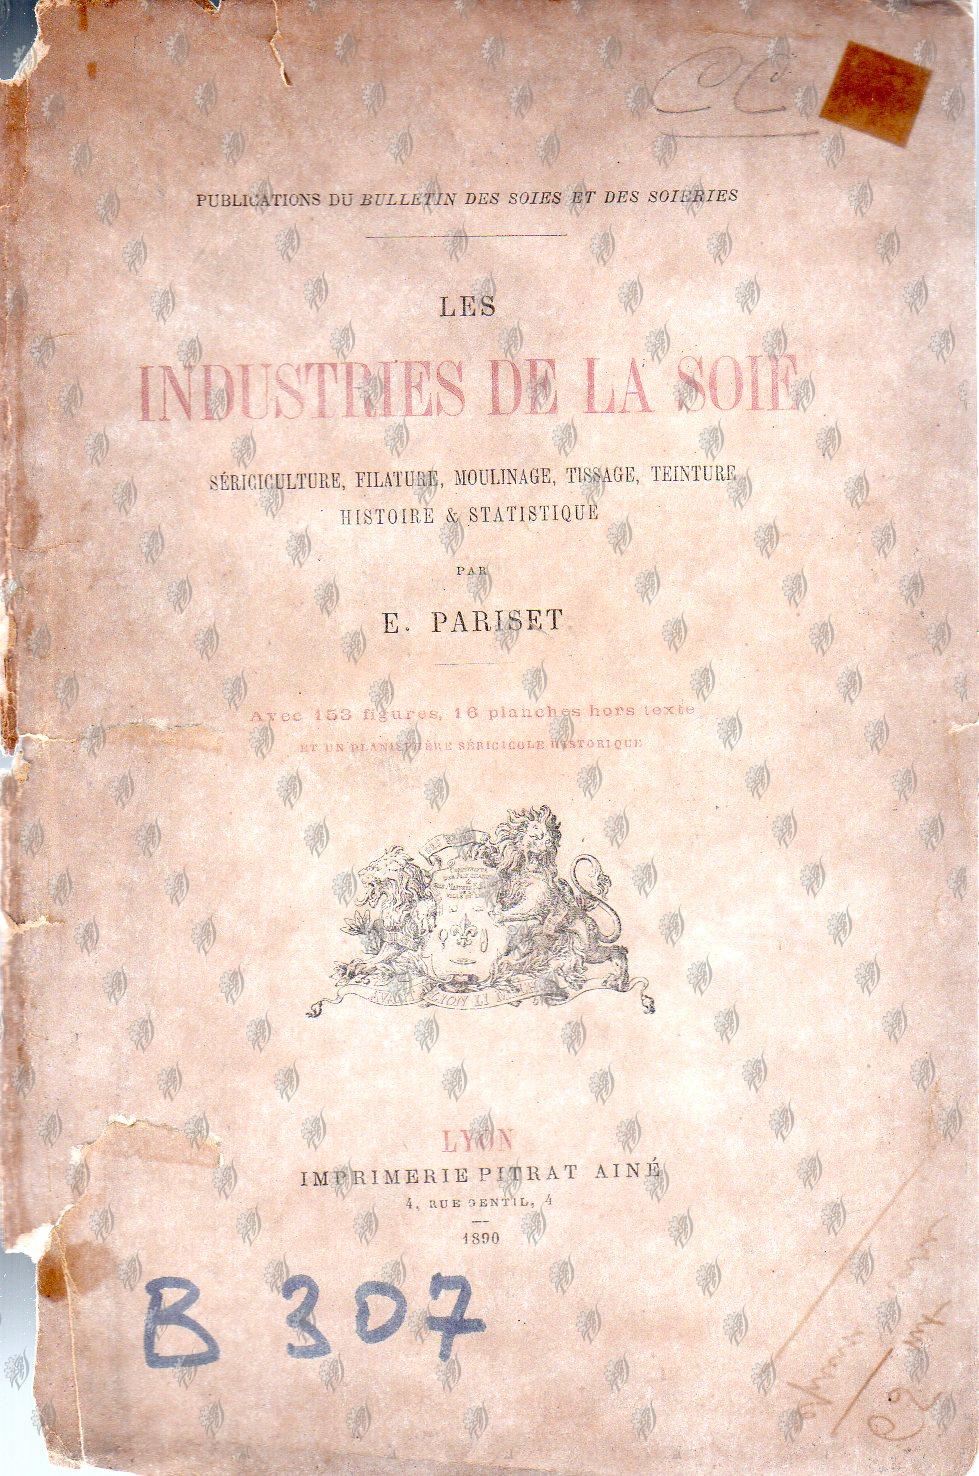 CC
PUBLICATIONS DU BULLETIN DES SOIES ET DES SOIERIES
LES
INDUSTRIES DE LA SOIE
SÉRICICULTURE, FILATURE, MOULINAGE, TISSAGE, TEINTURE
HISTOIRE & STATISTIQUE
PAR
E. PARISET
Avec 153 figures, 16 planches hors texte
ET UN PLANISPHÈRE SÉRICICOLE HISTORIQUE
LYON
IMPRIMERIE PITRAT AINÉ
4, RUE GENTIL, 4
1890
B 307